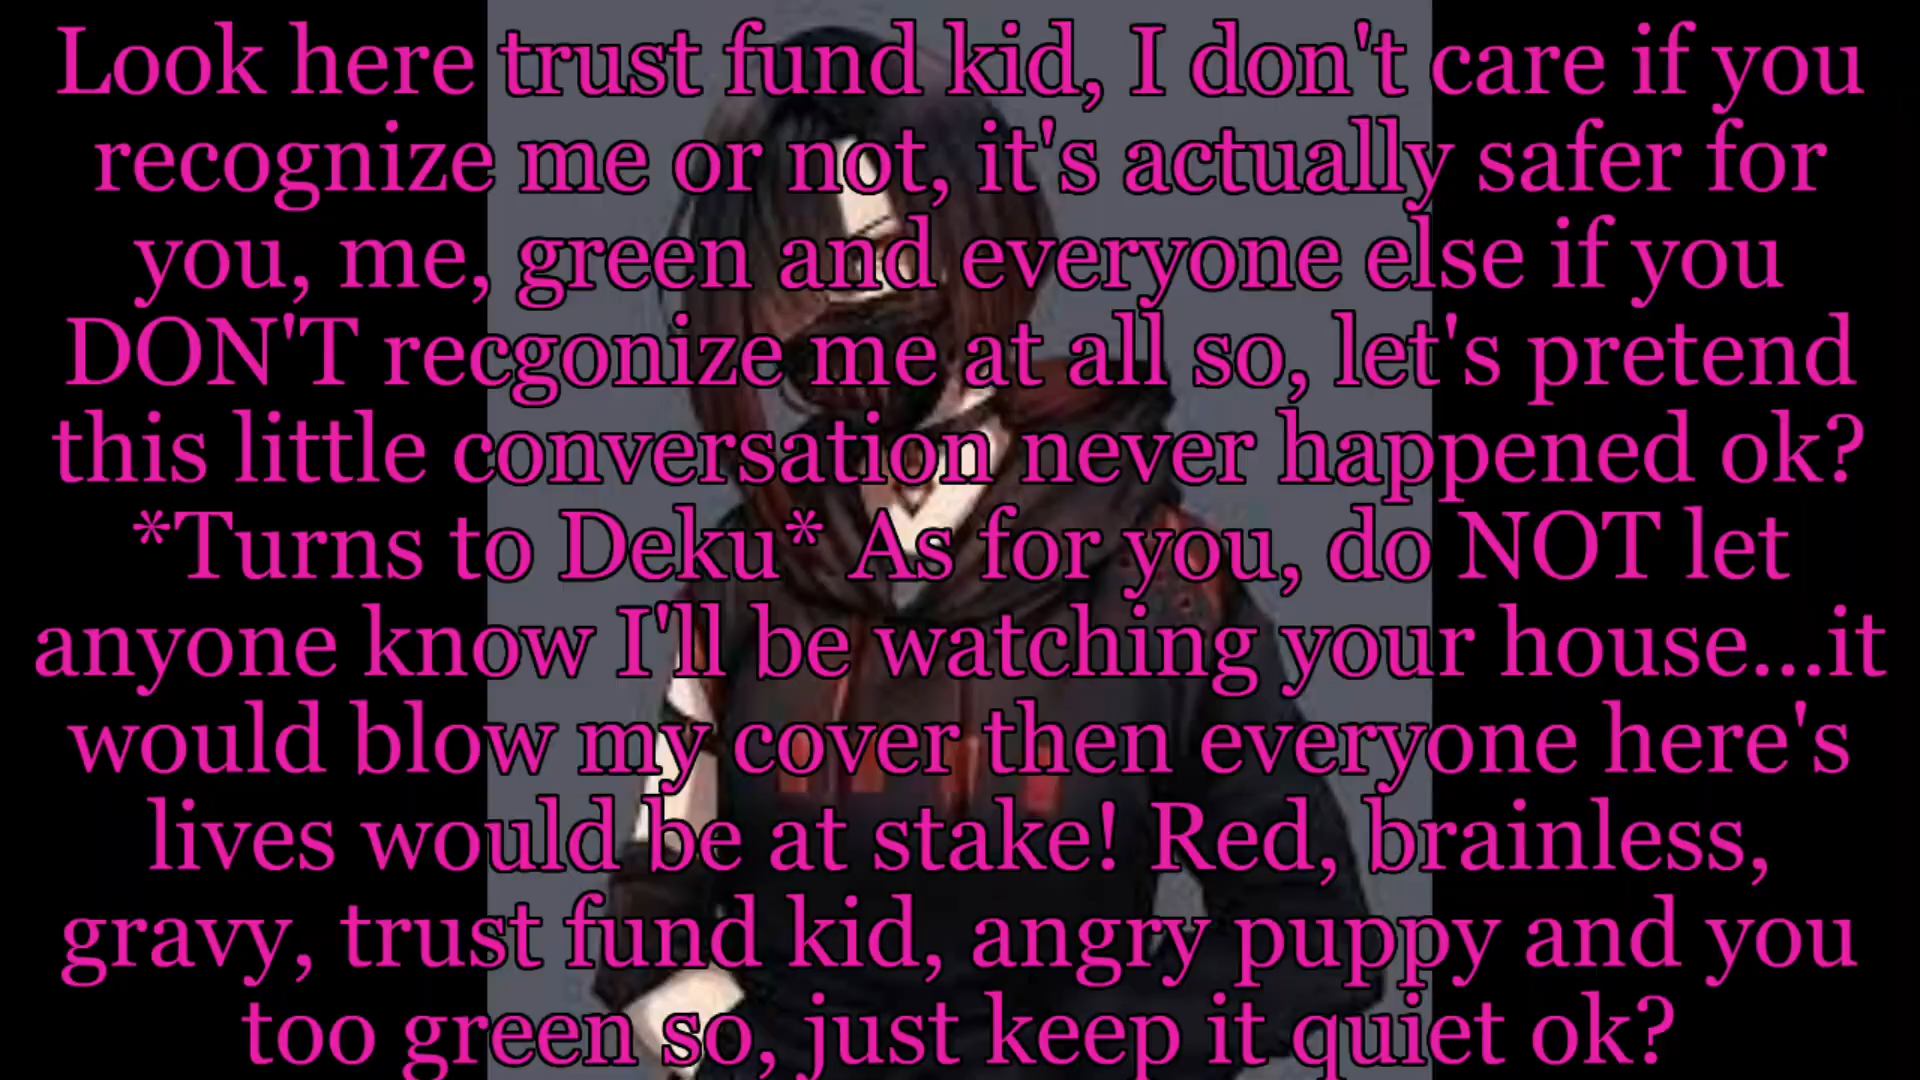 Look here trust fund kid, I don't care if you
recognize me or not, it's actually safer for
you, me, green and everyone else if you
DON'T recgonize me at all so, let's pretend
this little conversation never happened ok?
*Turns to Deku* As for you, do NOT let
anyone know I'll be watching your house...it
would blow my cover then everyone here's
lives would be at stake! Red, brainless,
gravy, trust fund kid, angry puppy and you
too green so, just keep it quiet ok?